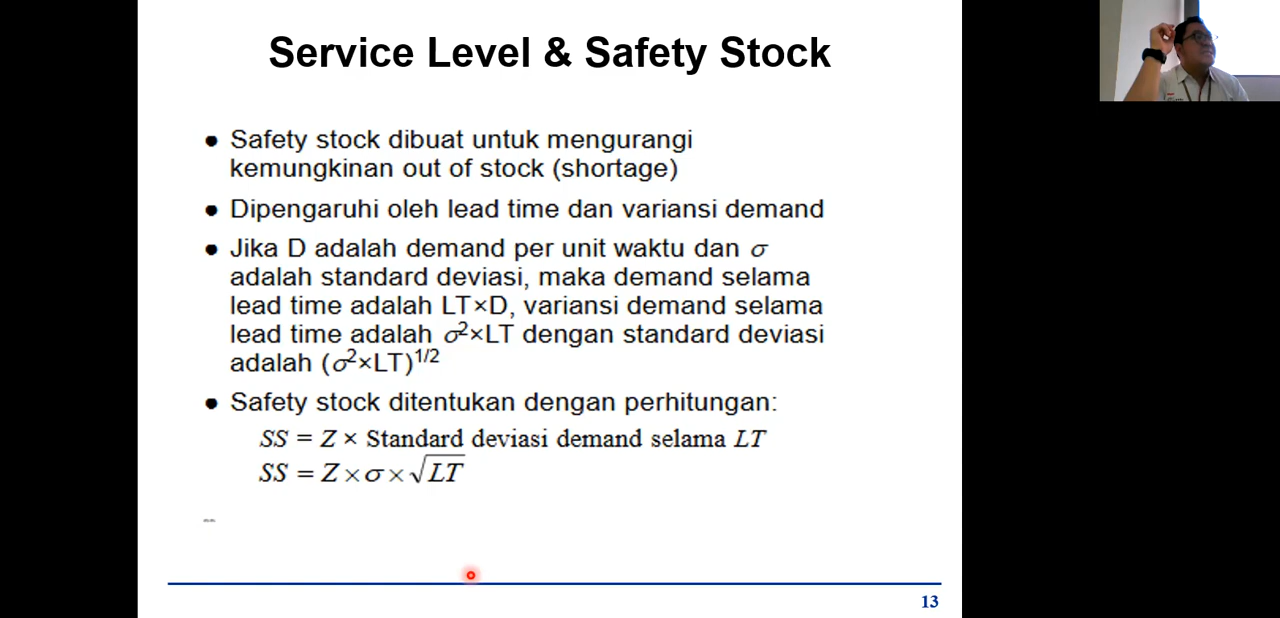 Service Level & Safety Stock
● Safety stock dibuat untuk mengurangi
kemungkinan out of stock (shortage)
● Dipengaruhi oleh lead time dan variansi demand
● Jika D adalah demand per unit waktu dan σ
adalah standard deviasi, maka demand selama
lead time adalah LT×D, variansi demand selama
lead time adalah σ²×LT dengan standard deviasi
adalah (σ²×LT)^1/2
● Safety stock ditentukan dengan perhitungan:
SS = Z × Standard deviasi demand selama LT
SS = Z × σ × √LT
13